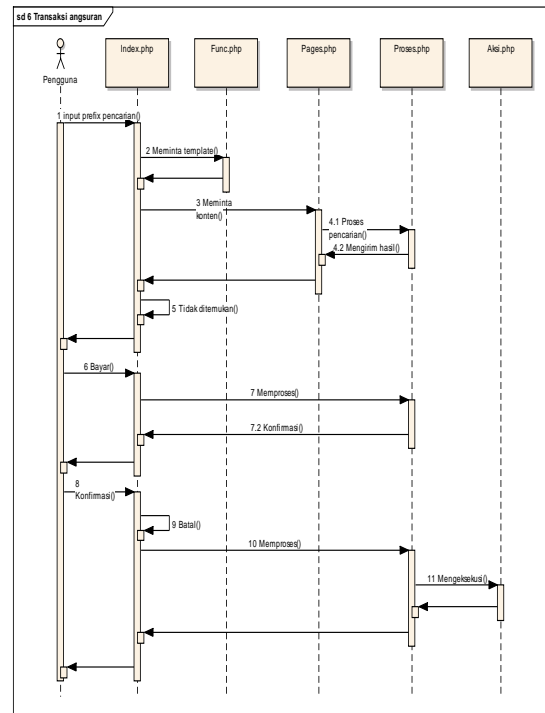 sd 6 Transaksi angsuran
Pengguna
Index.php
Func.php
Pages.php
Proses.php
Aksi.php
1 input prefix pencarian()
2 Meminta template()
3 Meminta
konten()
4.1 Proses
pencarian()
4.2 Mengirim hasil()
5 Tidak ditemukan()
6 Bayar()
7 Memproses()
7.2 Konfirmasi()
8
Konfirmasi()
9 Batal()
10 Memproses()
11 Mengeksekusi()